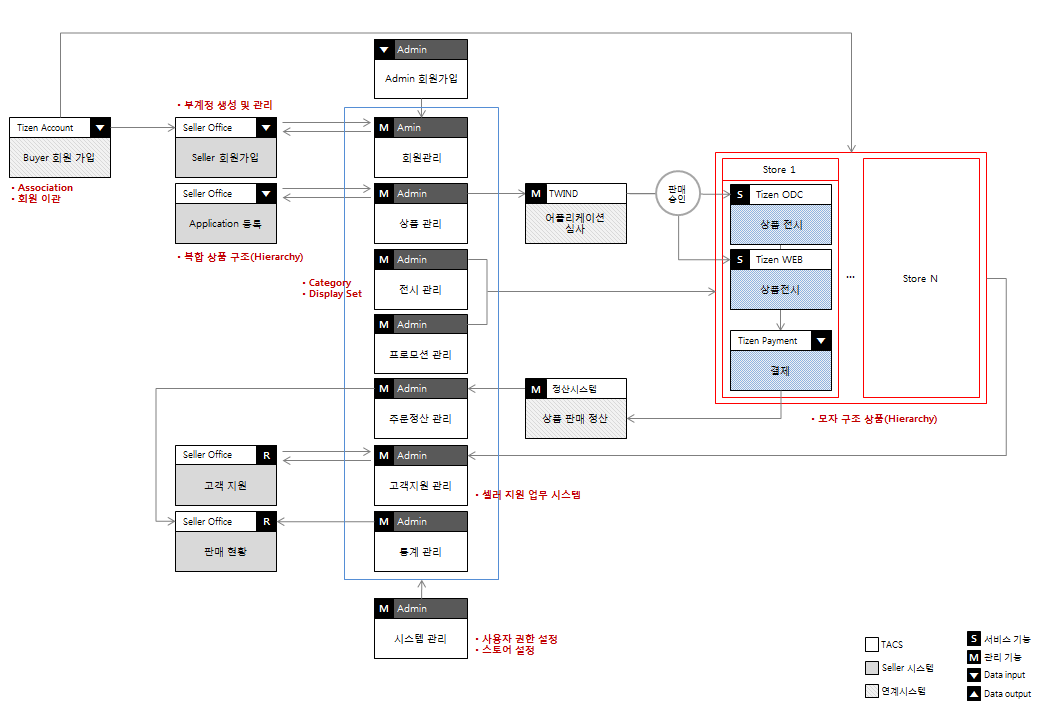 ▼ Admin
Admin 회원가입
• 부계정 생성 및 관리
Tizen Account ▼
Buyer 회원 가입
• Association
• 회원 이관
Seller Office ▼
Seller 회원가입
M Amin
회원관리
Seller Office ▼
Application 등록
• 복합 상품 구조(Hierarchy)
M Admin
상품 관리
M TWIND
어플리케이션
심사
판매
승인
Store 1
S Tizen ODC
상품 전시
S Tizen WEB
상품전시
Tizen Payment ▼
결제
...
Store N
• 모자 구조 상품(Hierarchy)
• Category
• Display Set
M Admin
전시 관리
M Admin
프로모션 관리
M Admin
주문정산 관리
M 정산시스템
상품 판매 정산
Seller Office R
고객 지원
M Admin
고객지원 관리
• 셀러 지원 업무 시스템
Seller Office R
판매 현황
M Admin
통계 관리
M Admin
시스템 관리
• 사용자 권한 설정
• 스토어 설정
TACS
Seller 시스템
연계시스템
S 서비스 기능
M 관리 기능
▼ Data input
▲ Data output